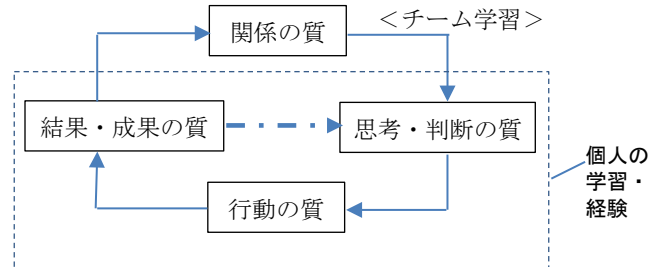 関係の質
<チーム学習>
結果・成果の質
思考・判断の質
個人の
学習・
経験
行動の質